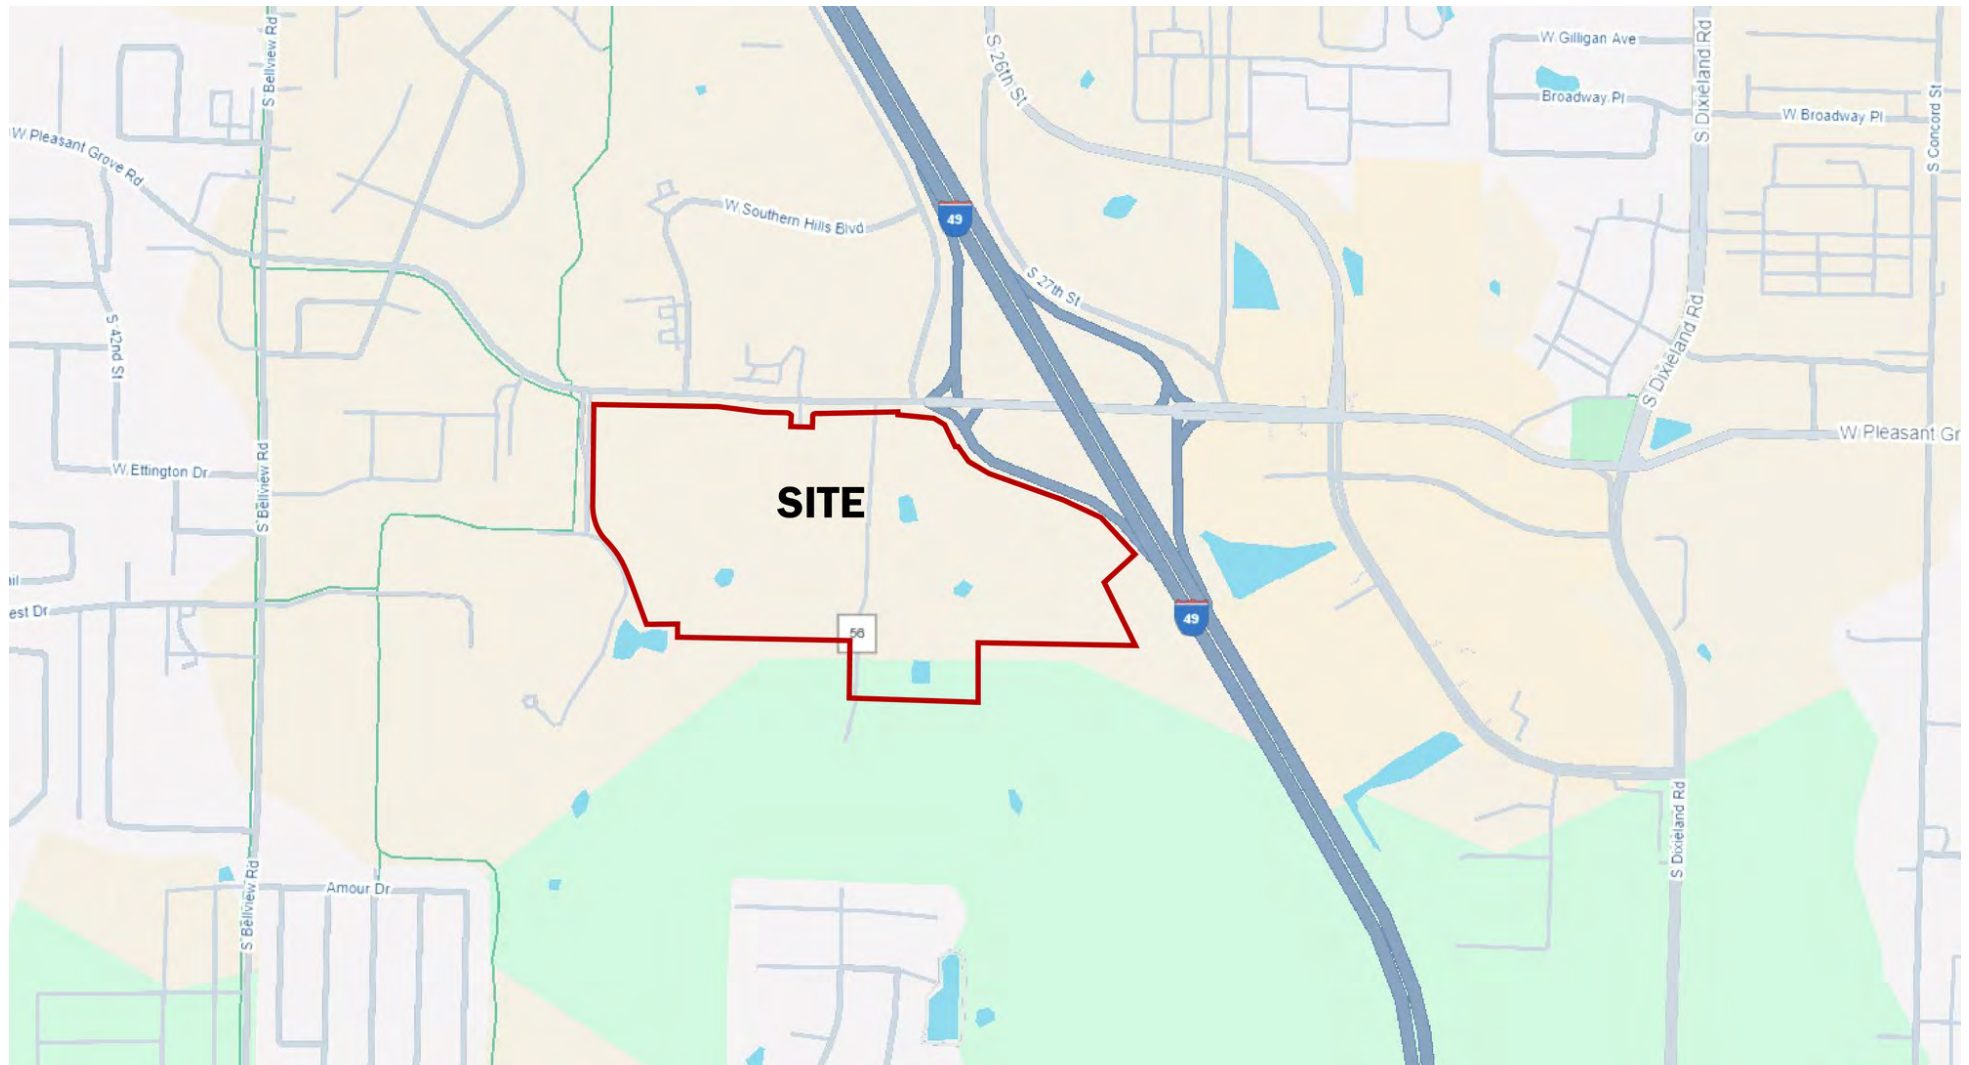 S Bellview Rd
W Pleasant Grove Rd
S 26th St
W Gilligan Ave
Broadway Pl
S Dixieland Rd
W Broadway Pl
S Concord St
W Southern Hills Blvd
49
S 27th St
S 42nd St
S Dixieland Rd
W Pleasant Gr
W Ettington Dr
S Bellview Rd
SITE
ail
est Dr
56
49
S Dixieland Rd
Amour Dr
S Bellview Rd